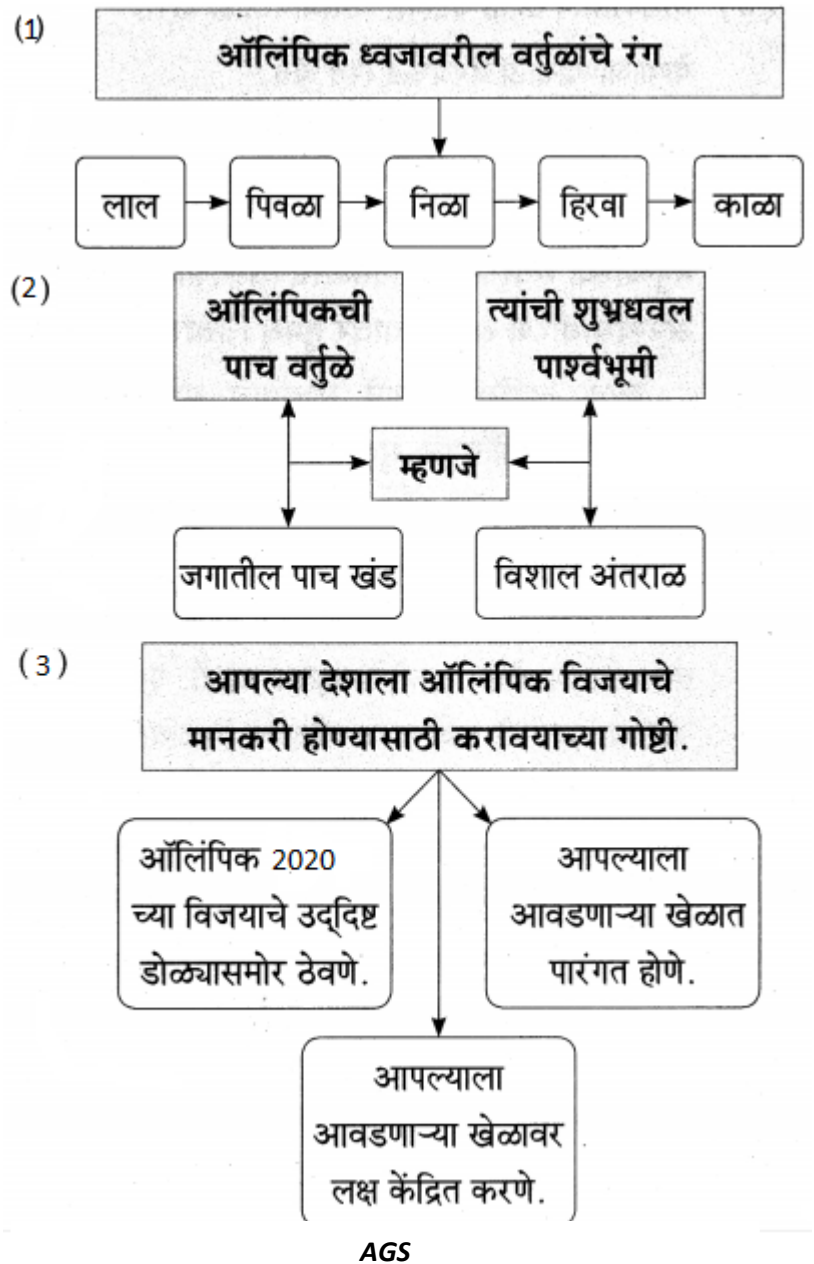 (1)
ऑलिंपिक ध्वजावरील वर्तुळांचे रंग
लाल पिवळा निळा हिरवा काळा
(2)
ऑलिंपिकची
पाच वर्तुळे
त्यांची शुभ्रधवल
पार्श्वभूमी
म्हणजे
जगातील पाच खंड
विशाल अंतराळ
(3)
आपल्या देशाला ऑलिंपिक विजयाचे
मानकरी होण्यासाठी करावयाच्या गोष्टी.
ऑलिंपिक 2020
च्या विजयाचे उद्‌दिष्ट
डोळ्यासमोर ठेवणे.
आपल्याला
आवडणाऱ्या खेळात
पारंगत होणे.
आपल्याला
आवडणाऱ्या खेळावर
लक्ष केंद्रित करणे.
AGS